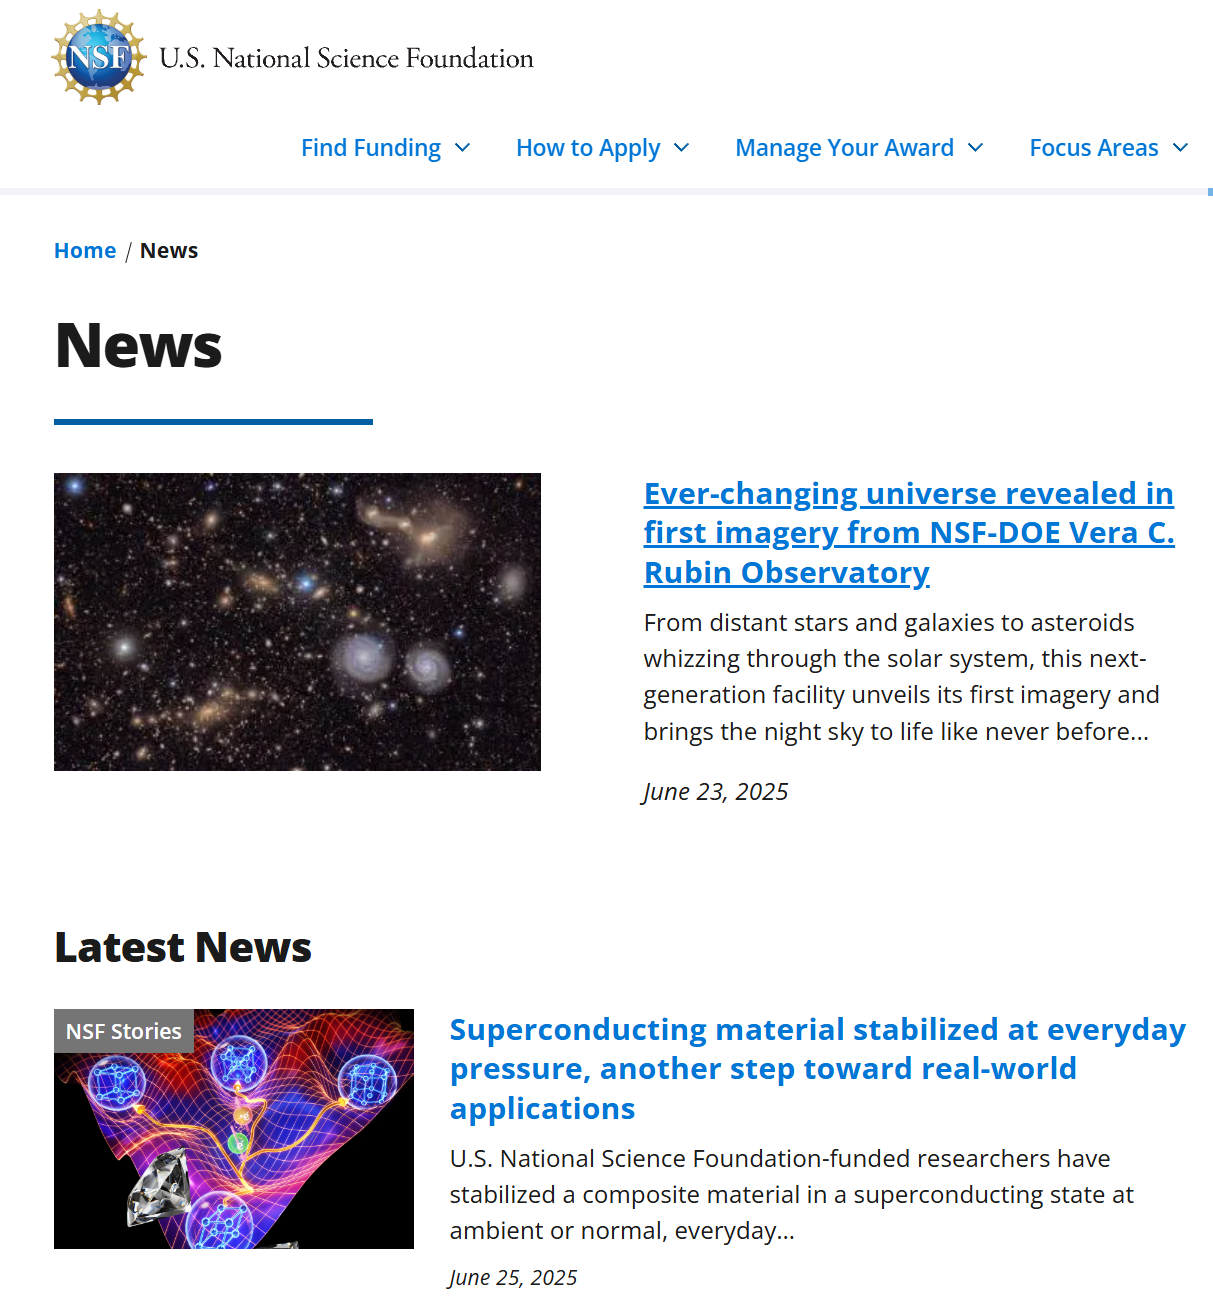 NSF
U.S. National Science Foundation
Find Funding
How to Apply
Manage Your Award
Focus Areas
Home / News
News
Ever-changing universe revealed in
first imagery from NSF-DOE Vera C.
Rubin Observatory
From distant stars and galaxies to asteroids
whizzing through the solar system, this next-
generation facility unveils its first imagery and
brings the night sky to life like never before...
June 23, 2025
Latest News
NSF Stories
Superconducting material stabilized at everyday
pressure, another step toward real-world
applications
U.S. National Science Foundation-funded researchers have
stabilized a composite material in a superconducting state at
ambient or normal, everyday...
June 25, 2025